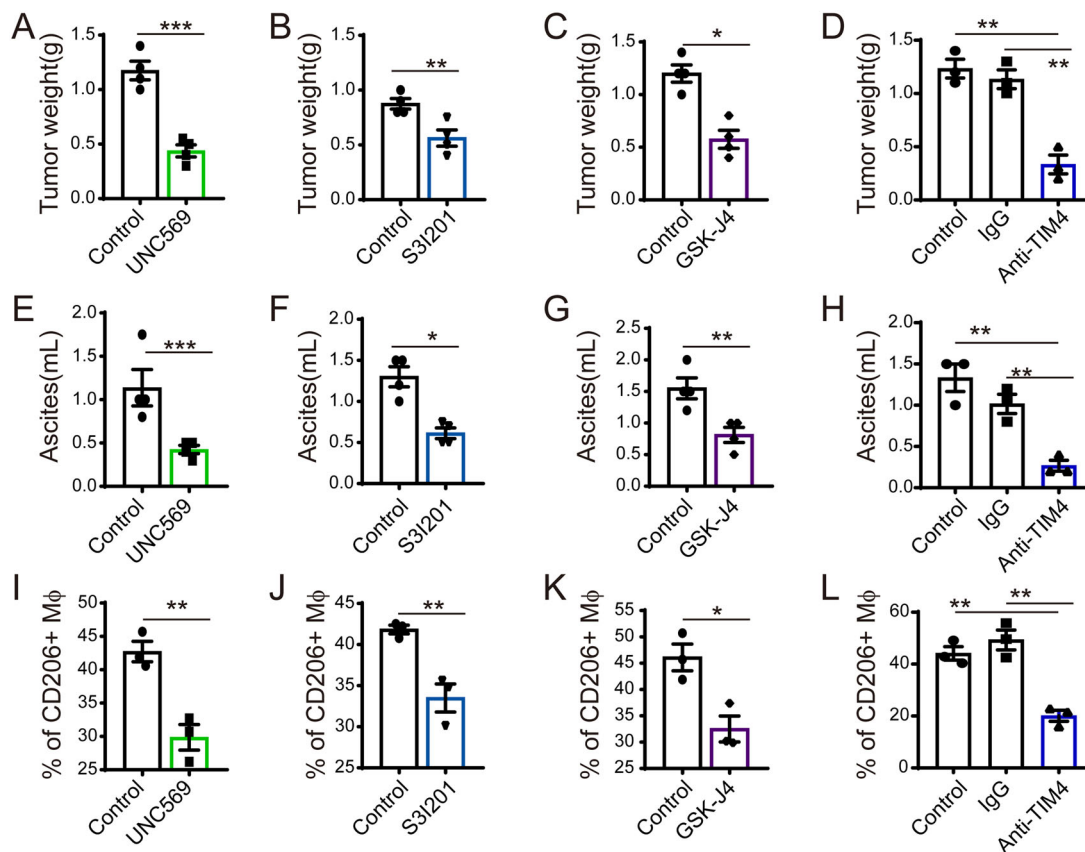 A
Tumor weight(g)
1.5
1.0
0.5
0.0
***
Control
UNC569
B
Tumor weight(g)
1.5
1.0
0.5
0.0
**
Control
S3I201
C
Tumor weight(g)
1.5
1.0
0.5
0.0
*
Control
GSK-J4
D
Tumor weight(g)
1.5
1.0
0.5
0.0
**
**
Control
IgG
Anti-TIM4
E
Ascites(mL)
2.0
1.5
1.0
0.5
0.0
***
Control
UNC569
F
Ascites(mL)
2.0
1.5
1.0
0.5
0.0
*
Control
S3I201
G
Ascites(mL)
2.5
2.0
1.5
1.0
0.5
0.0
**
Control
GSK-J4
H
Ascites(mL)
2.0
1.5
1.0
0.5
0.0
**
**
Control
IgG
Anti-TIM4
I
% of CD206+ Mϕ
50
45
40
35
30
25
**
Control
UNC569
J
% of CD206+ Mϕ
45
40
35
30
25
**
Control
S3I201
K
% of CD206+ Mϕ
55
50
45
40
35
30
25
*
Control
GSK-J4
L
% of CD206+ Mϕ
60
40
20
0
**
**
Control
IgG
Anti-TIM4